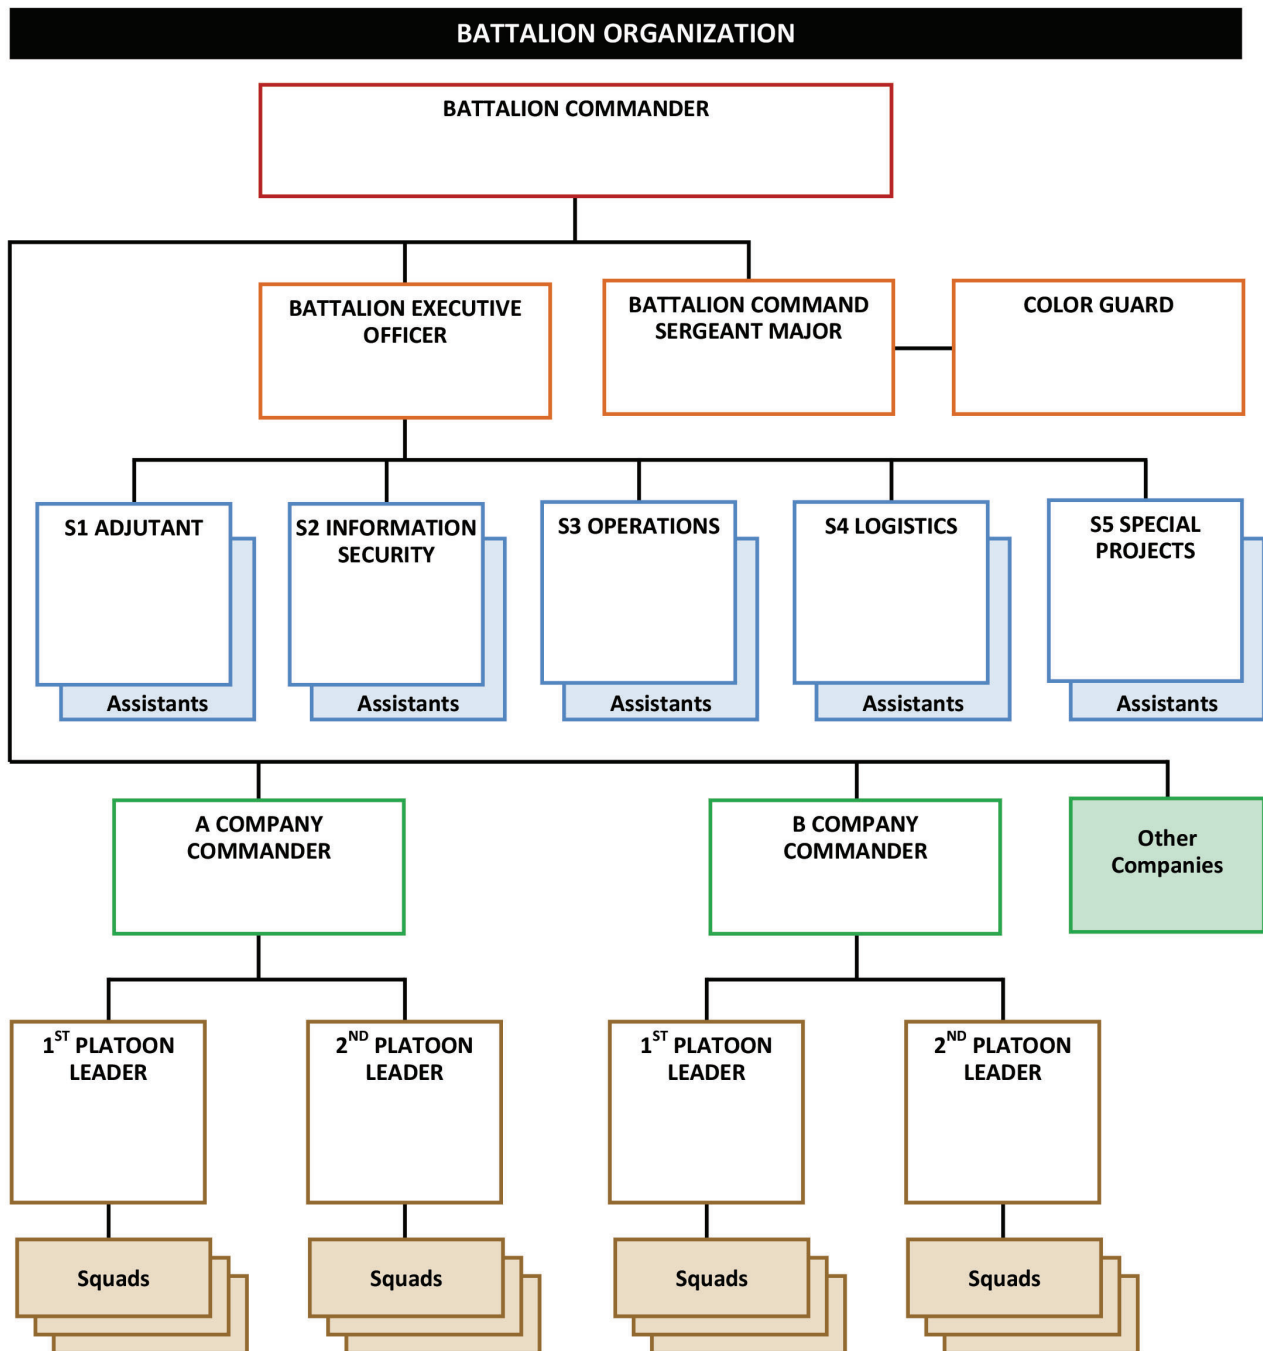 BATTALION ORGANIZATION
BATTALION COMMANDER
BATTALION EXECUTIVE
OFFICER
BATTALION COMMAND
SERGEANT MAJOR
COLOR GUARD
S1 ADJUTANT
S2 INFORMATION
SECURITY
S3 OPERATIONS
S4 LOGISTICS
S5 SPECIAL
PROJECTS
Assistants
Assistants
Assistants
Assistants
Assistants
A COMPANY
COMMANDER
B COMPANY
COMMANDER
Other
Companies
1ST PLATOON
LEADER
2ND PLATOON
LEADER
1ST PLATOON
LEADER
2ND PLATOON
LEADER
Squads
Squads
Squads
Squads